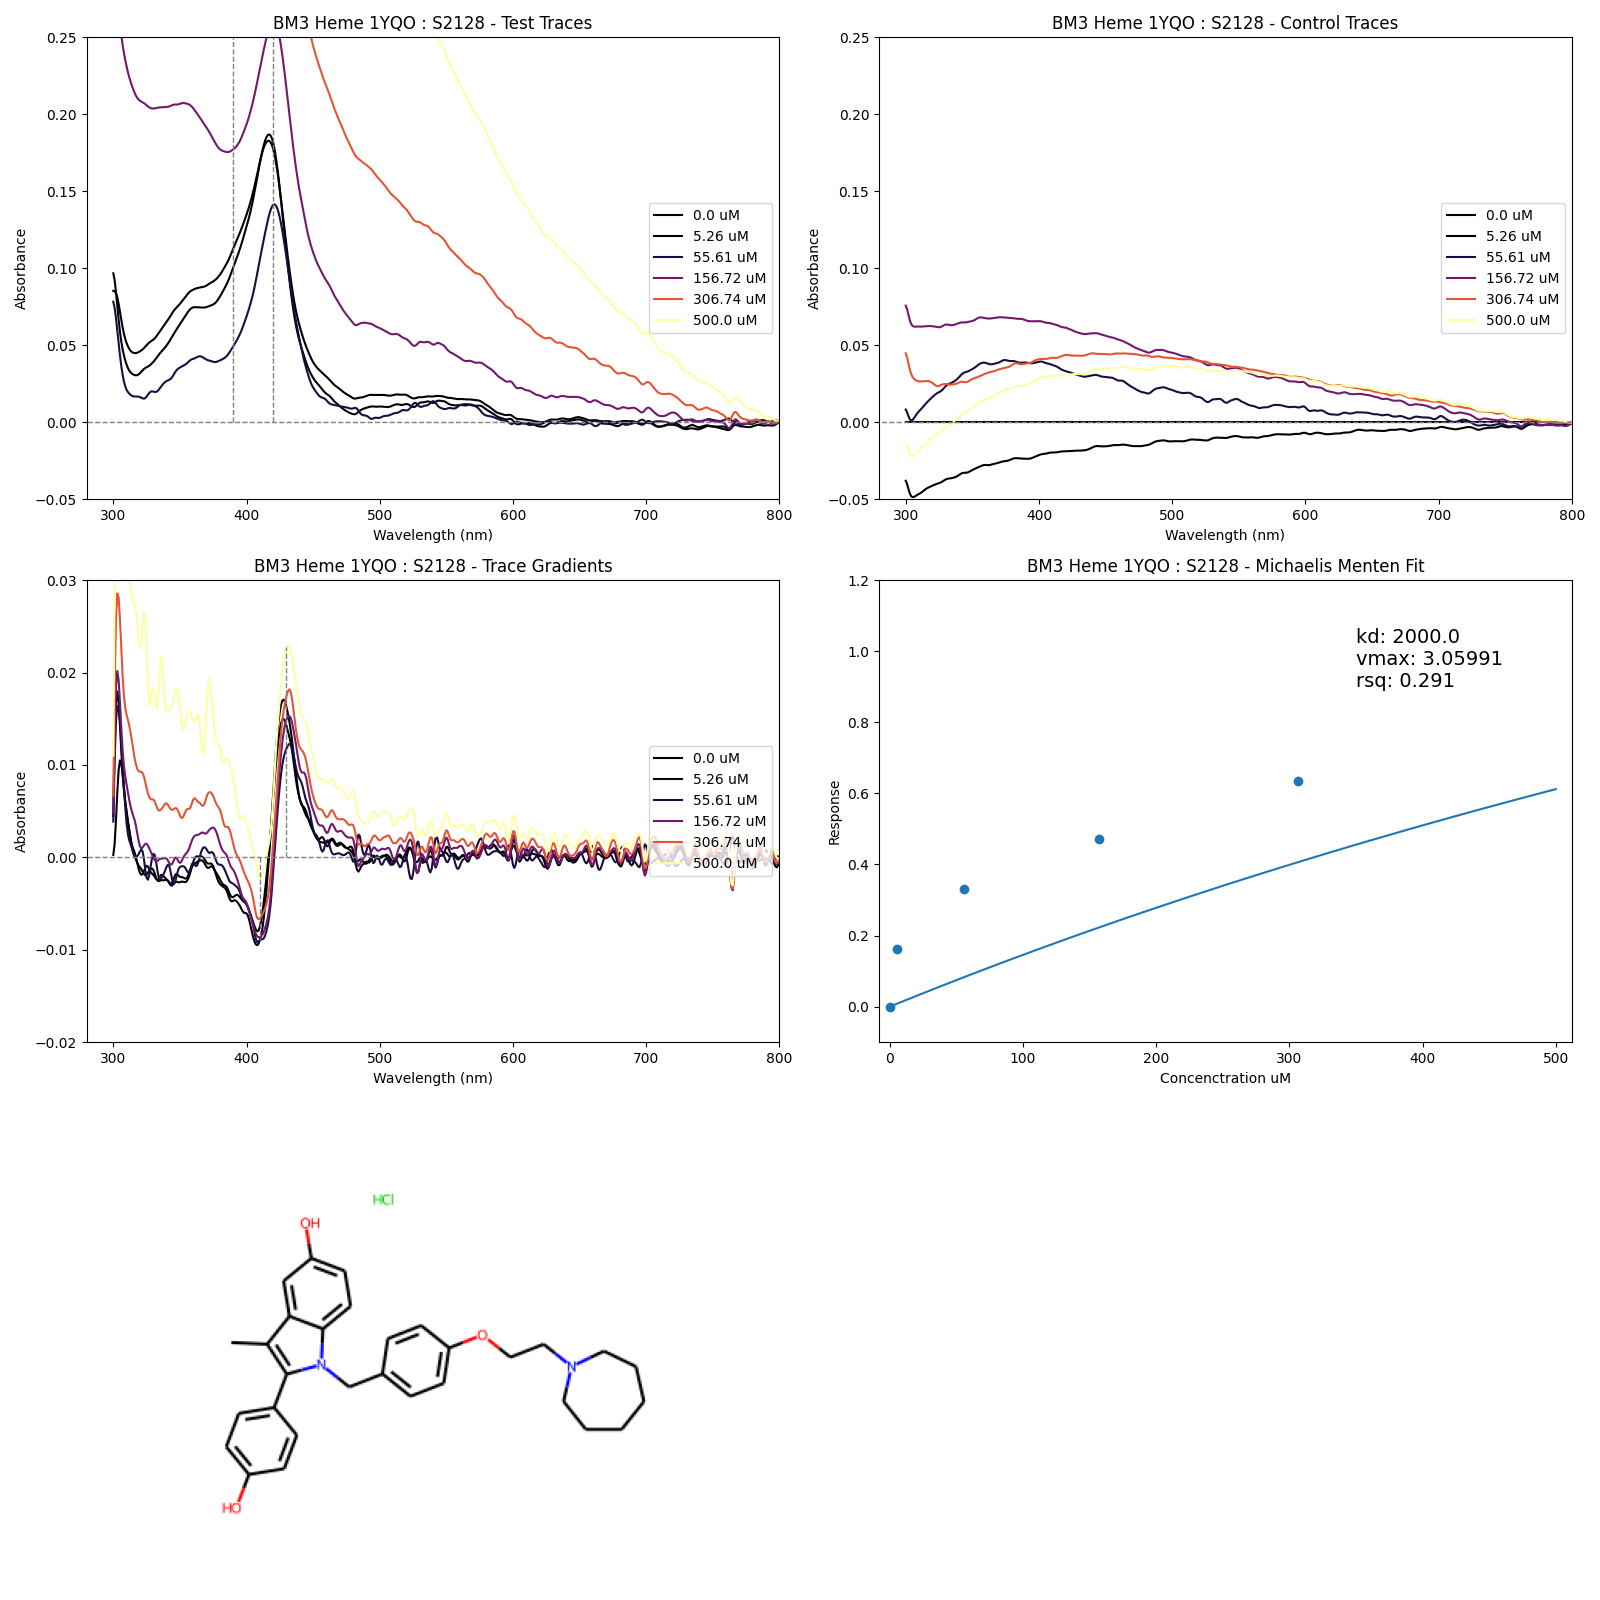 BM3 Heme 1YQO : S2128 - Test Traces
0.25
0.20
0.15
0.10
0.05
0.00
−0.05
Absorbance
300
400
500
600
700
800
Wavelength (nm)
0.0 uM
5.26 uM
55.61 uM
156.72 uM
306.74 uM
500.0 uM
BM3 Heme 1YQO : S2128 - Control Traces
0.25
0.20
0.15
0.10
0.05
0.00
−0.05
Absorbance
300
400
500
600
700
800
Wavelength (nm)
0.0 uM
5.26 uM
55.61 uM
156.72 uM
306.74 uM
500.0 uM
BM3 Heme 1YQO : S2128 - Trace Gradients
0.03
0.02
0.01
0.00
−0.01
−0.02
Absorbance
300
400
500
600
700
800
Wavelength (nm)
0.0 uM
5.26 uM
55.61 uM
156.72 uM
306.74 uM
500.0 uM
BM3 Heme 1YQO : S2128 - Michaelis Menten Fit
1.2
1.0
0.8
0.6
0.4
0.2
0.0
Response
kd: 2000.0
vmax: 3.05991
rsq: 0.291
0
100
200
300
400
500
Concenctration uM
HCl
OH
O
N
N
HO